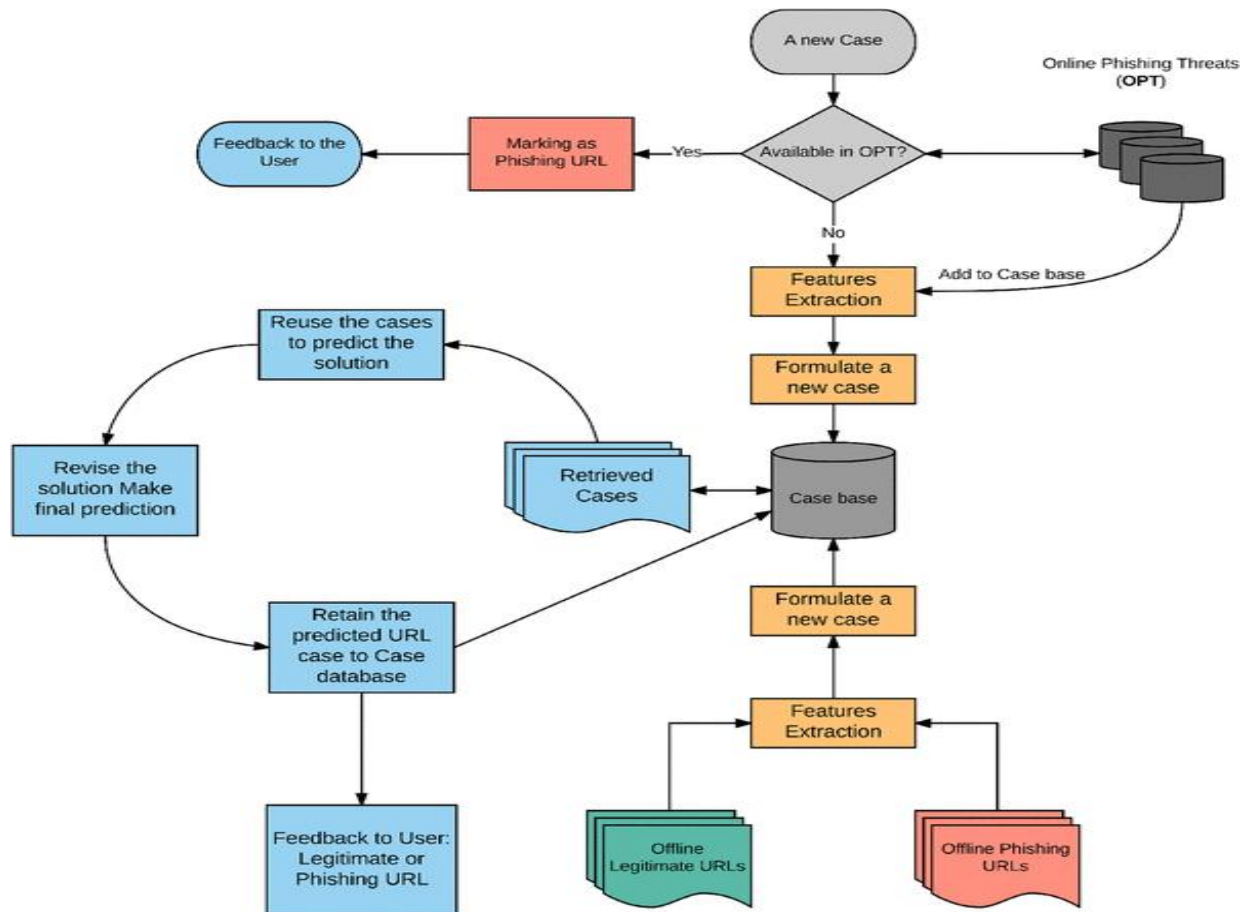 A new Case
Online Phishing Threats
(OPT)
Feedback to the
User
Marking as
Phishing URL
Yes
Available in OPT?
No
Features
Extraction
Add to Case base
Reuse the cases
to predict the
solution
Formulate a
new case
Revise the
solution Make
final prediction
Retrieved
Cases
Case base
Retain the
predicted URL
case to Case
database
Formulate a
new case
Features
Extraction
Feedback to User:
Legitimate or
Phishing URL
Offline
Legitimate URLs
Offline Phishing
URLs